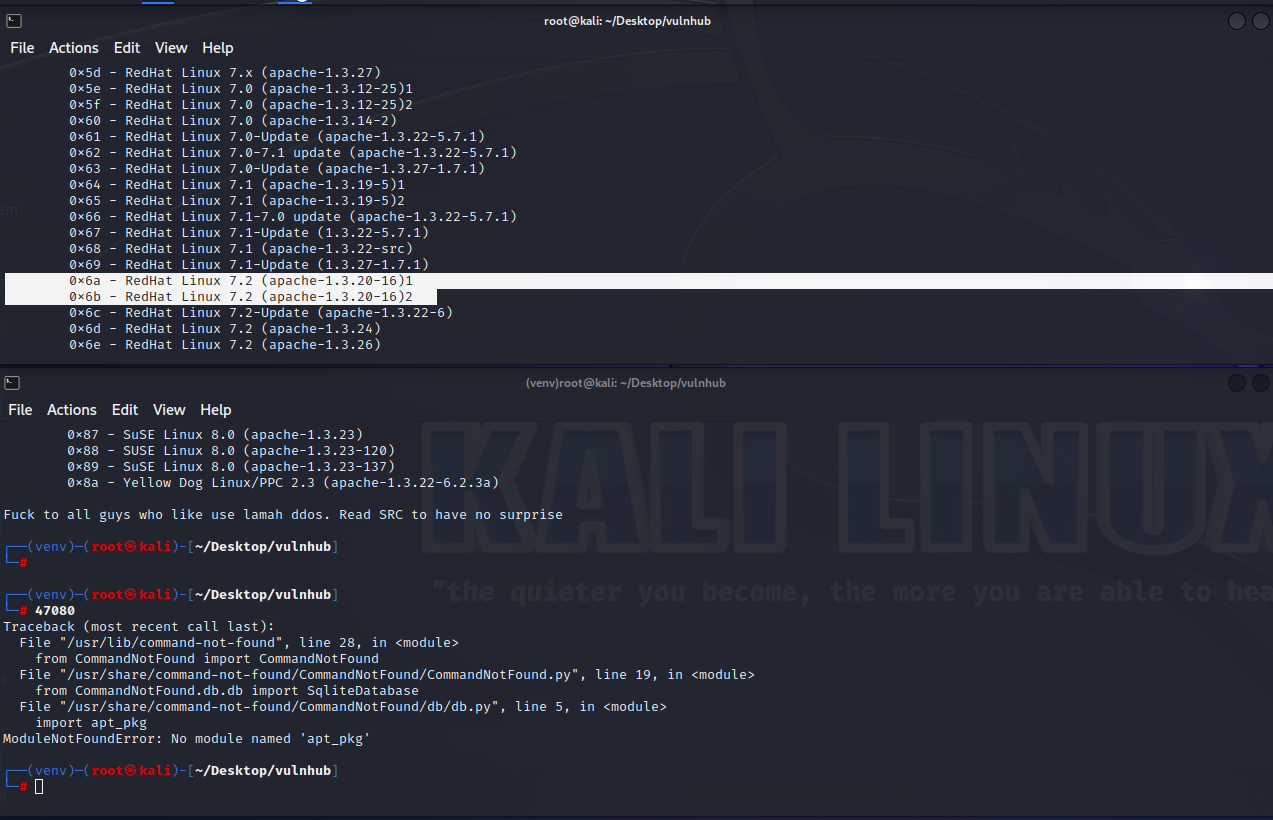 root@kali: ~/Desktop/vulnhub
File Actions Edit View Help
0×5d - RedHat Linux 7.x (apache-1.3.27)
0×5e - RedHat Linux 7.0 (apache-1.3.12-25)1
0×5f - RedHat Linux 7.0 (apache-1.3.12-25)2
0×60 - RedHat Linux 7.0 (apache-1.3.14-2)
0×61 - RedHat Linux 7.0-Update (apache-1.3.22-5.7.1)
0×62 - RedHat Linux 7.0-7.1 update (apache-1.3.22-5.7.1)
0×63 - RedHat Linux 7.0-Update (apache-1.3.27-1.7.1)
0×64 - RedHat Linux 7.1 (apache-1.3.19-5)1
0×65 - RedHat Linux 7.1 (apache-1.3.19-5)2
0×66 - RedHat Linux 7.1-7.0 update (apache-1.3.22-5.7.1)
0×67 - RedHat Linux 7.1-Update (1.3.22-5.7.1)
0×68 - RedHat Linux 7.1 (apache-1.3.22-src)
0×69 - RedHat Linux 7.1-Update (1.3.27-1.7.1)
0×6a - RedHat Linux 7.2 (apache-1.3.20-16)1
0×6b - RedHat Linux 7.2 (apache-1.3.20-16)2
0×6c - RedHat Linux 7.2-Update (apache-1.3.22-6)
0×6d - RedHat Linux 7.2 (apache-1.3.24)
0×6e - RedHat Linux 7.2 (apache-1.3.26)
(venv)root@kali: ~/Desktop/vulnhub
File Actions Edit View Help
0×87 - SuSE Linux 8.0 (apache-1.3.23)
0×88 - SUSE Linux 8.0 (apache-1.3.23-120)
0×89 - SuSE Linux 8.0 (apache-1.3.23-137)
0×8a - Yellow Dog Linux/PPC 2.3 (apache-1.3.22-6.2.3a)
Fuck to all guys who like use lamah ddos. Read SRC to have no surprise
KALI LINUX
┌──(venv)─(root㉿kali)-[~/Desktop/vulnhub]
└─#
"the quieter you become, the more you are able to hea
┌──(venv)─(root㉿kali)-[~/Desktop/vulnhub]
└─# 47080
Traceback (most recent call last):
File "/usr/lib/command-not-found", line 28, in <module>
from CommandNotFound import CommandNotFound
File "/usr/share/command-not-found/CommandNotFound/CommandNotFound.py", line 19, in <module>
from CommandNotFound.db.db import SqliteDatabase
File "/usr/share/command-not-found/CommandNotFound/db/db.py", line 5, in <module>
import apt_pkg
ModuleNotFoundError: No module named 'apt_pkg'
┌──(venv)─(root㉿kali)-[~/Desktop/vulnhub]
└─#